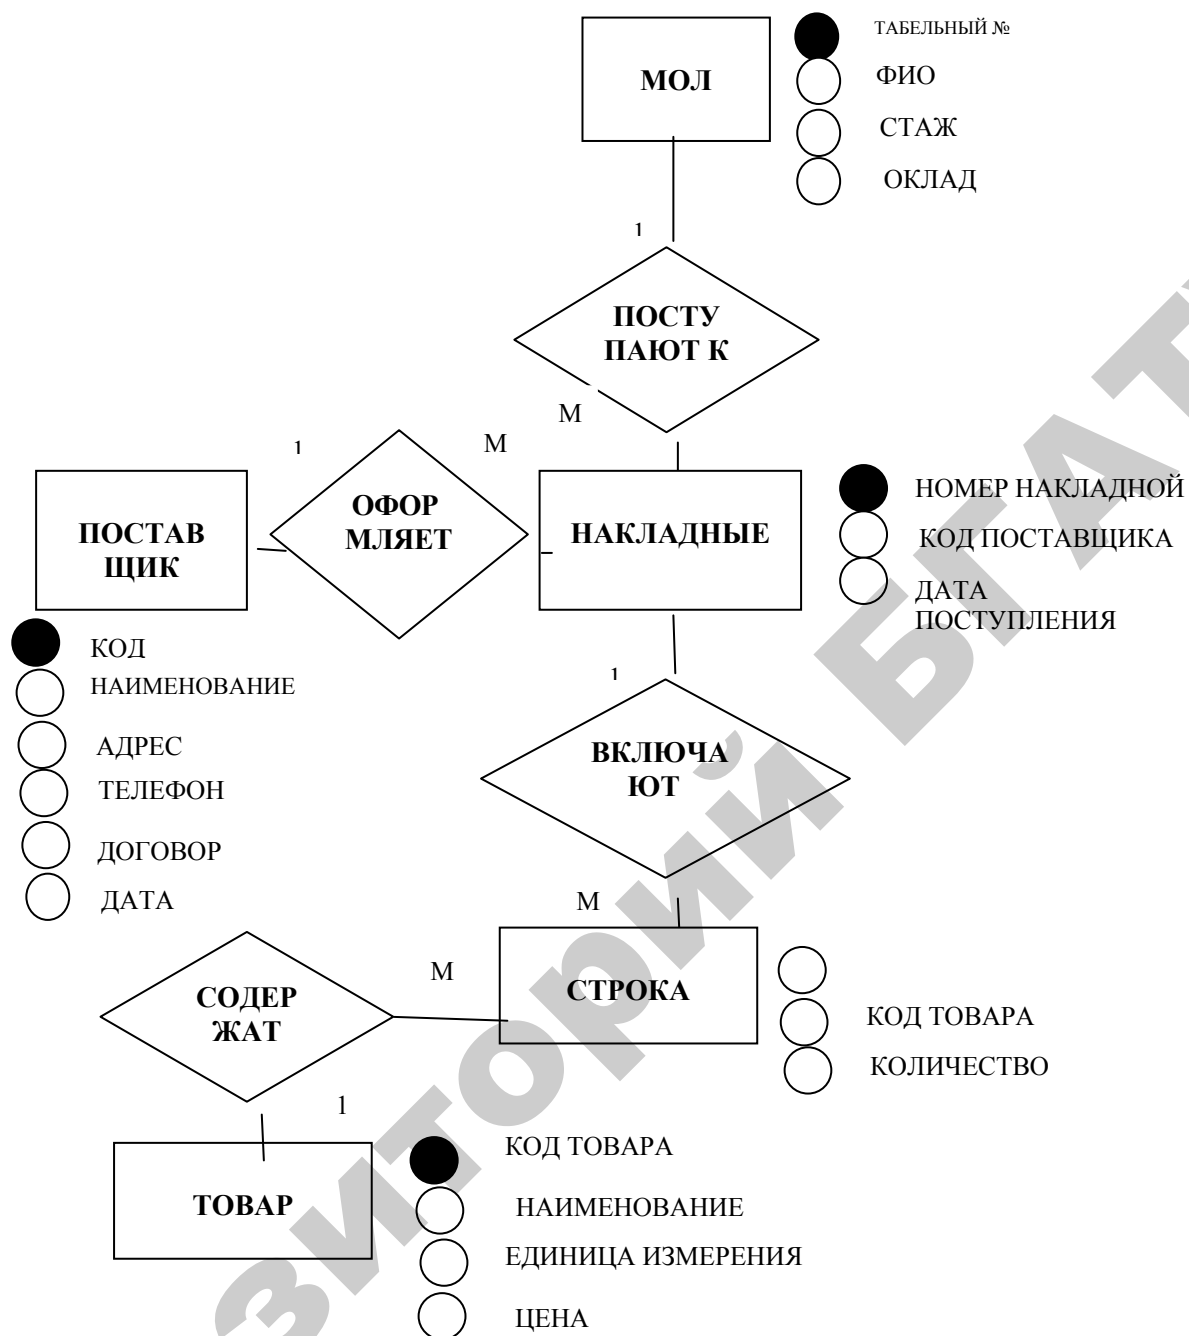 ТАБЕЛЬНЫЙ №
МОЛ
ФИО
СТАЖ
ОКЛАД
1
ПОСТУ
ПАЮТ К
М
1
М
ПОСТАВ
ЩИК
ОФОР
МЛЯЕТ
НАКЛАДНЫЕ
НОМЕР НАКЛАДНОЙ
КОД ПОСТАВЩИКА
ДАТА
ПОСТУПЛЕНИЯ
КОД
НАИМЕНОВАНИЕ
АДРЕС
ТЕЛЕФОН
ДОГОВОР
ДАТА
1
ВКЛЮЧА
ЮТ
М
СОДЕР
ЖАТ
М
СТРОКА
КОД ТОВАРА
КОЛИЧЕСТВО
1
ТОВАР
КОД ТОВАРА
НАИМЕНОВАНИЕ
ЕДИНИЦА ИЗМЕРЕНИЯ
ЦЕНА